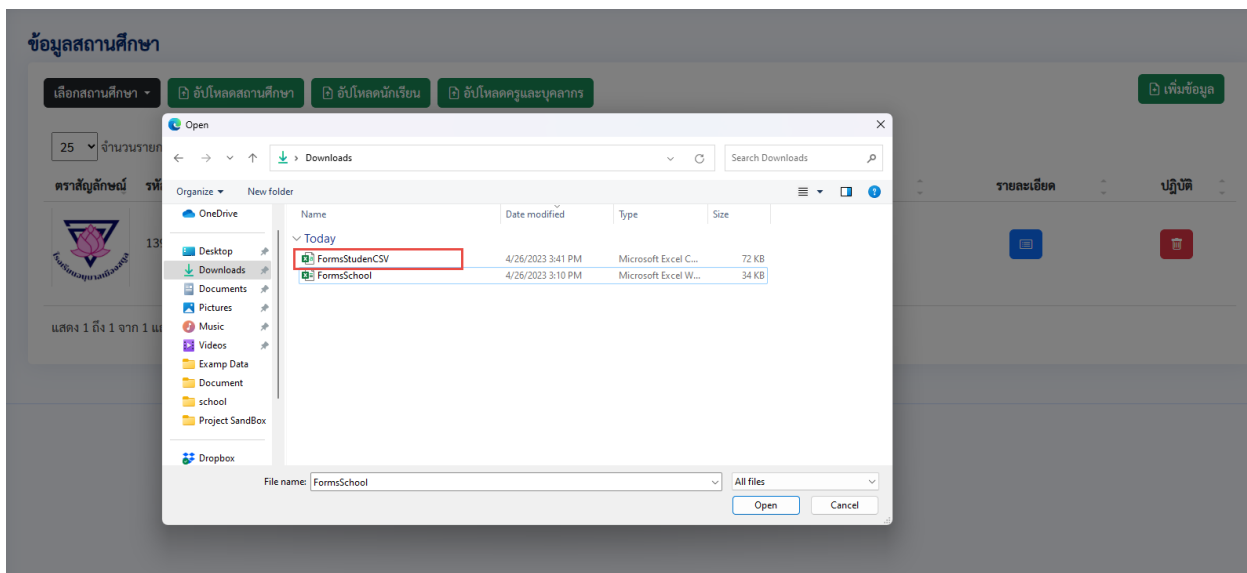 ข้อมูลสถานศึกษา
เลือกสถานศึกษา อัปโหลดสถานศึกษา อัปโหลดนักเรียน อัปโหลดครูและบุคลากร เพิ่มข้อมูล
Open
25 จำนวนรายก
Downloads Search Downloads
ตราสัญลักษณ์ รหั รายละเอียด ปฏิบัติ
Organize New folder
OneDrive Name Date modified Type Size
Today
Desktop 13
FormsStudenCSV 4/26/2023 3:41 PM Microsoft Excel C... 72 KB
Downloads FormsSchool 4/26/2023 3:10 PM Microsoft Excel W... 34 KB
Documents
Pictures
Music
แสดง 1 ถึง 1 จาก 1
Videos
Examp Data
Document
school
Project SandBox
Dropbox
File name: FormsSchool All files
Open Cancel